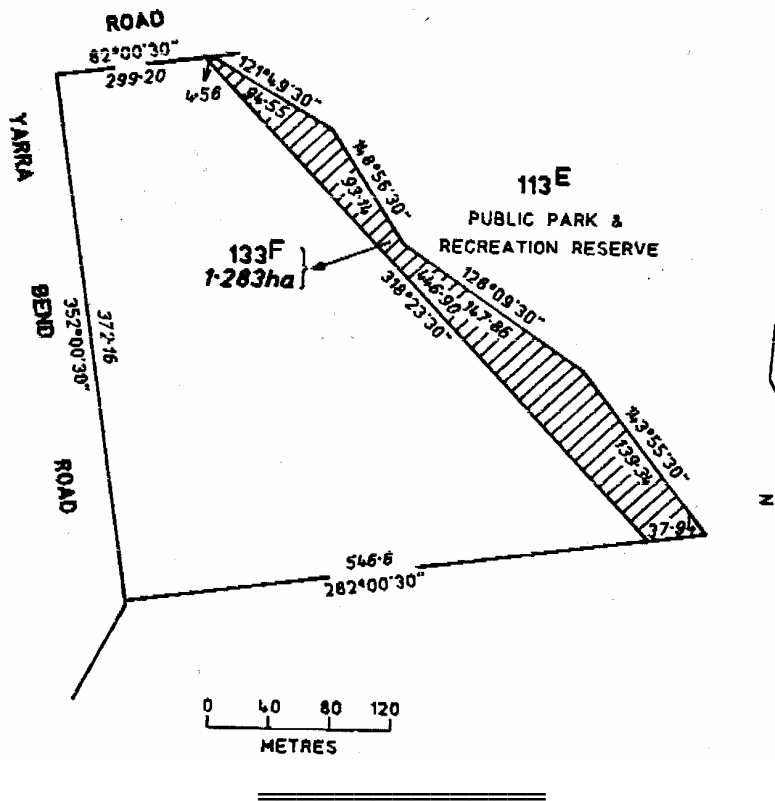 ROAD
82°00'30"
299·20
4·56
121°49'30"
94·55
148°56'30"
93·14
YARRA
BEND
ROAD
372·16
352°00'30"
113E
PUBLIC PARK &
RECREATION RESERVE
133F
1·283ha
128°09'30"
147·86
446·90
318°23'30"
143°55'30"
139·34
37·94
546·8
282°00'30"
N
0 40 80 120
METRES